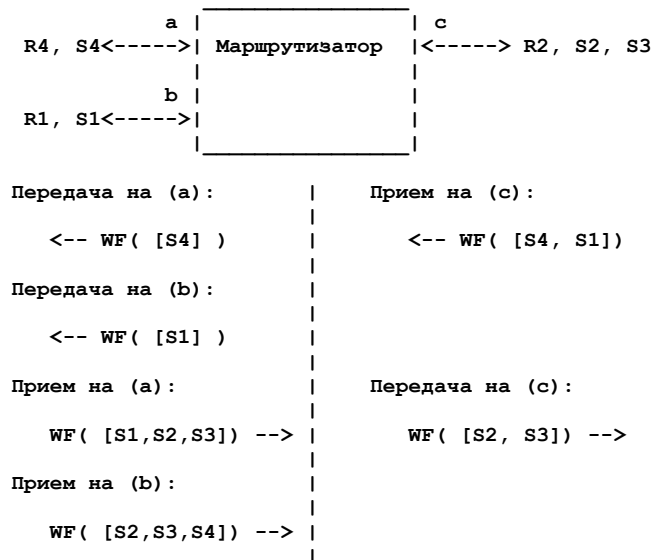 a | | c
R4, S4<----->| Маршрутизатор |<-----> R2, S2, S3
| |
b | |
R1, S1<----->| |
|_________________|
Передача на (a): | Прием на (c):
|
<-- WF( [S4] ) | <-- WF( [S4, S1])
|
Передача на (b): |
|
<-- WF( [S1] ) |
|
Прием на (a): | Передача на (c):
|
WF( [S1,S2,S3]) --> | WF( [S2, S3]) -->
|
Прием на (b): |
|
WF( [S2,S3,S4]) --> |
|